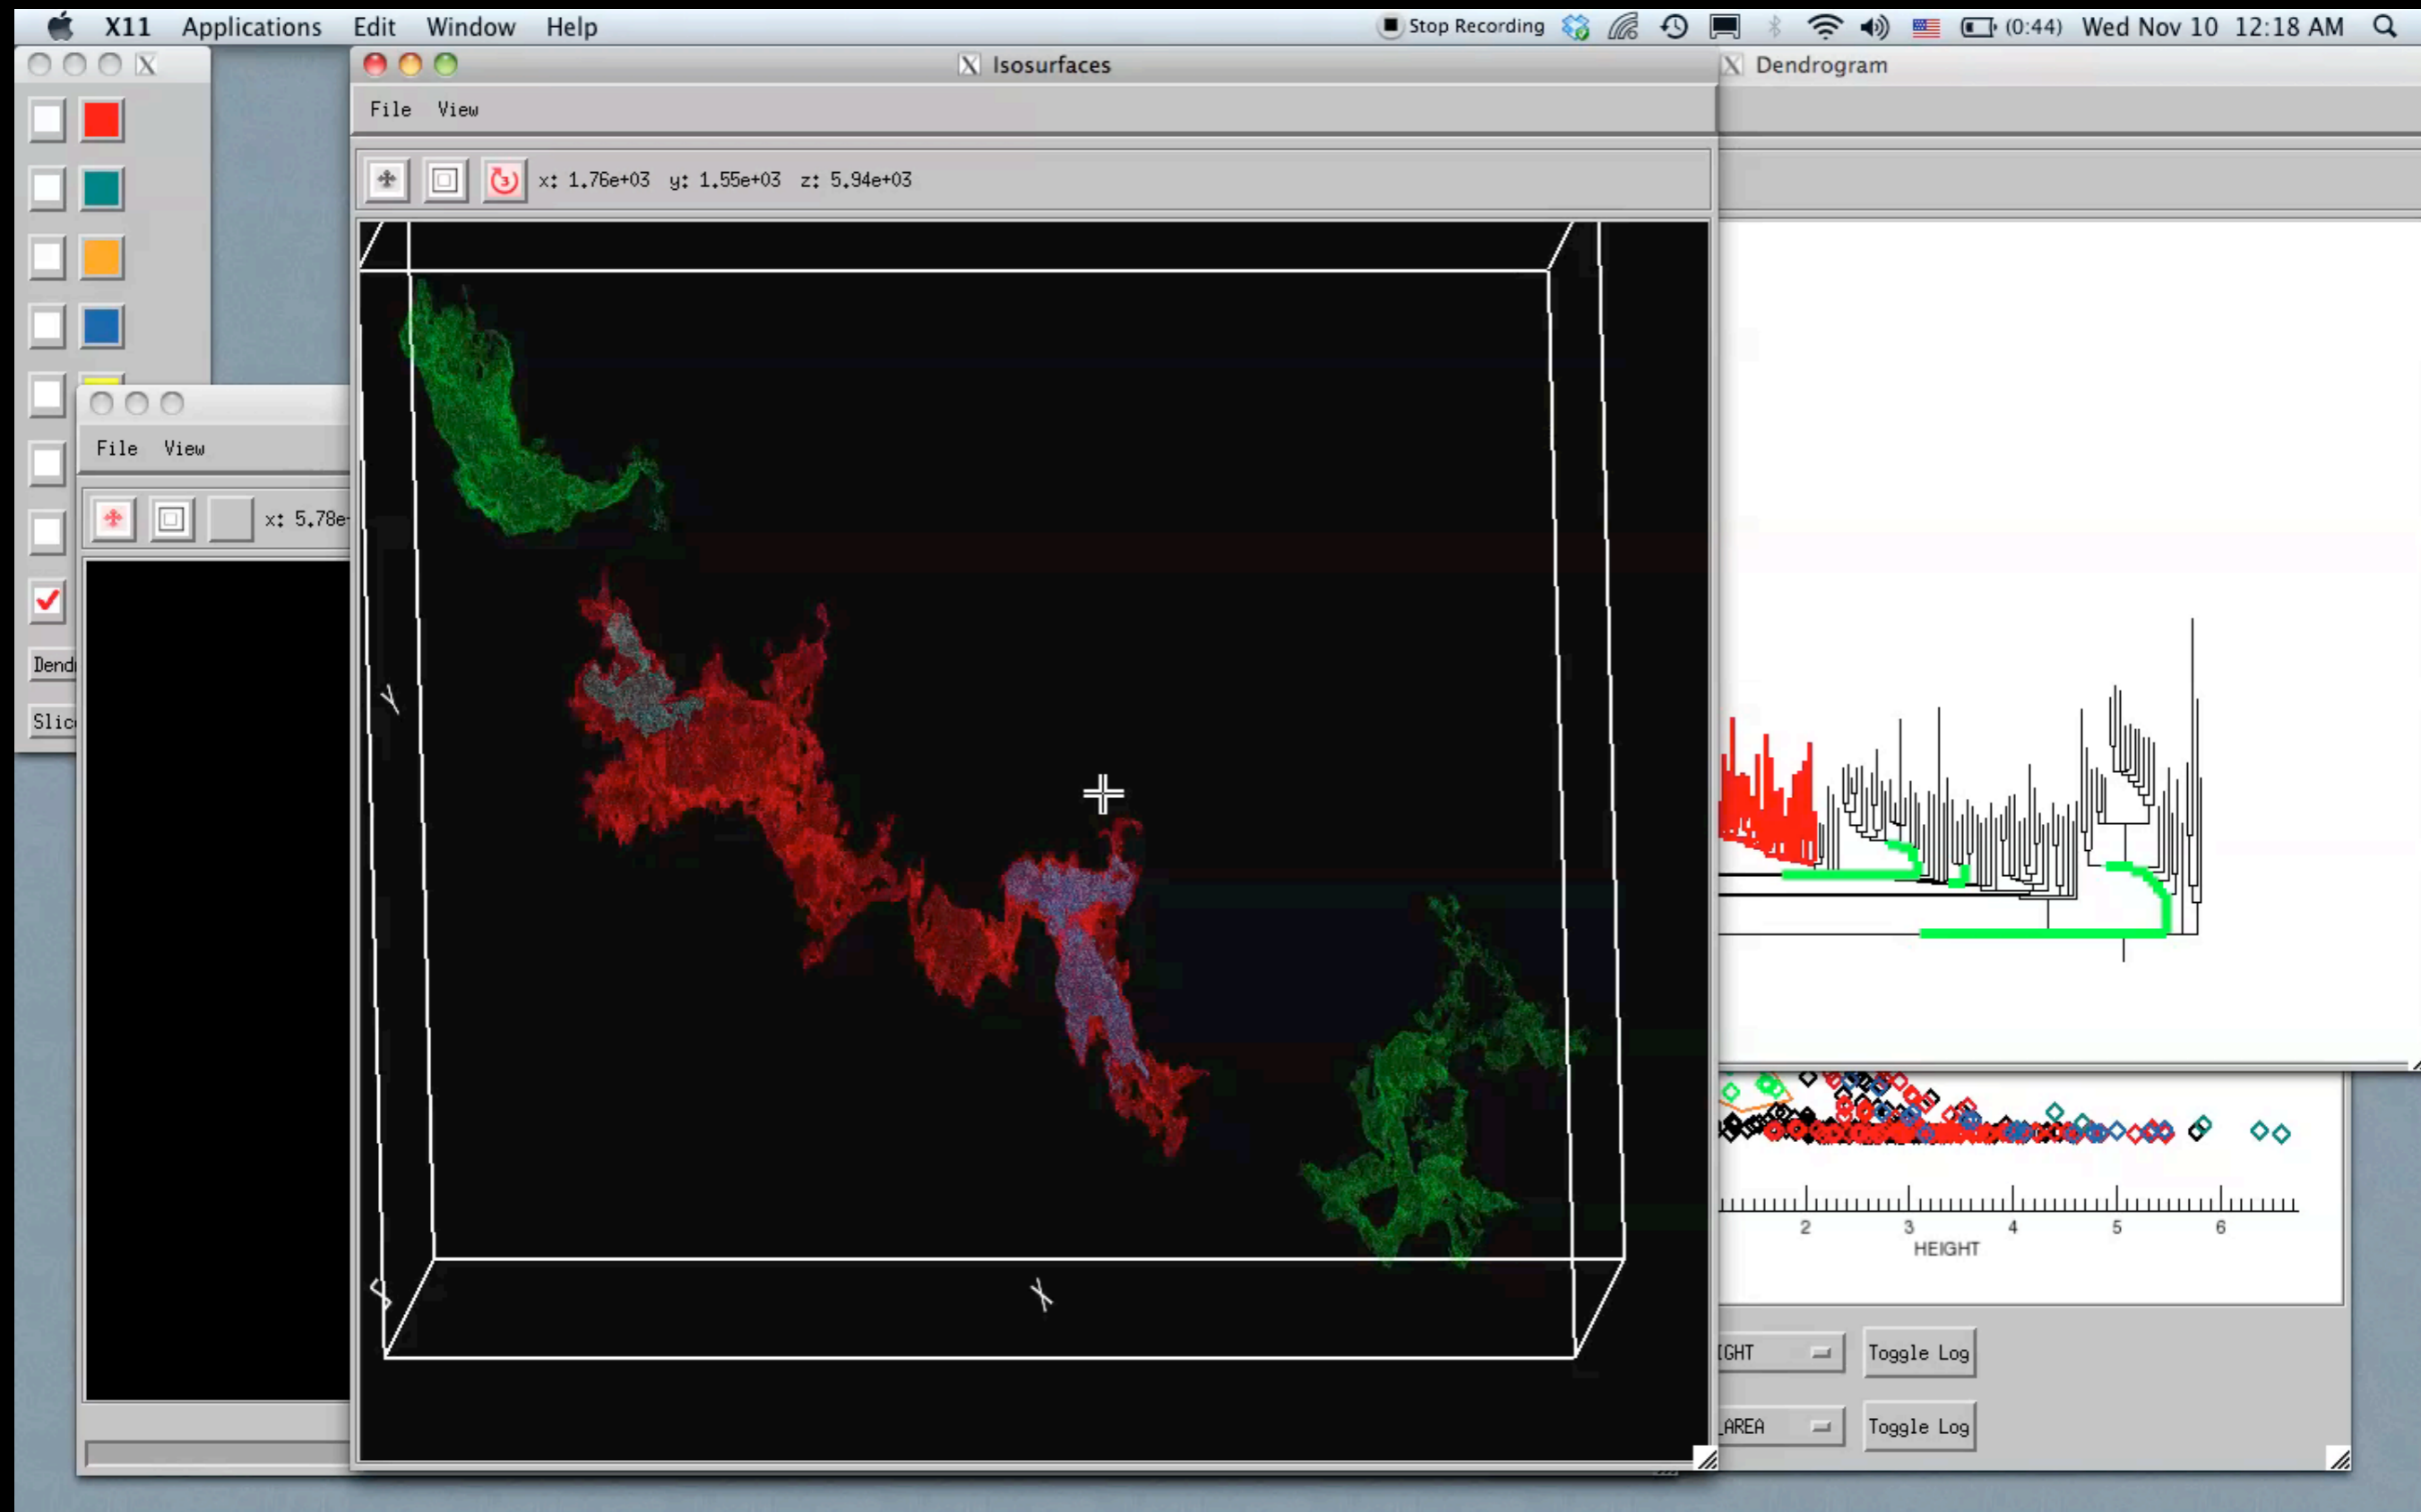 X11 Applications Edit Window Help Stop Recording (0:44) Wed Nov 10 12:18 AM
X Isosurfaces
X Dendrogram
File View
3 x: 1.76e+03 y: 1.55e+03 z: 5.94e+03
File View
x: 5.78e
Dend
Slic
Y
X
2 3 4 5 6
HEIGHT
IGHT Toggle Log
_AREA Toggle Log